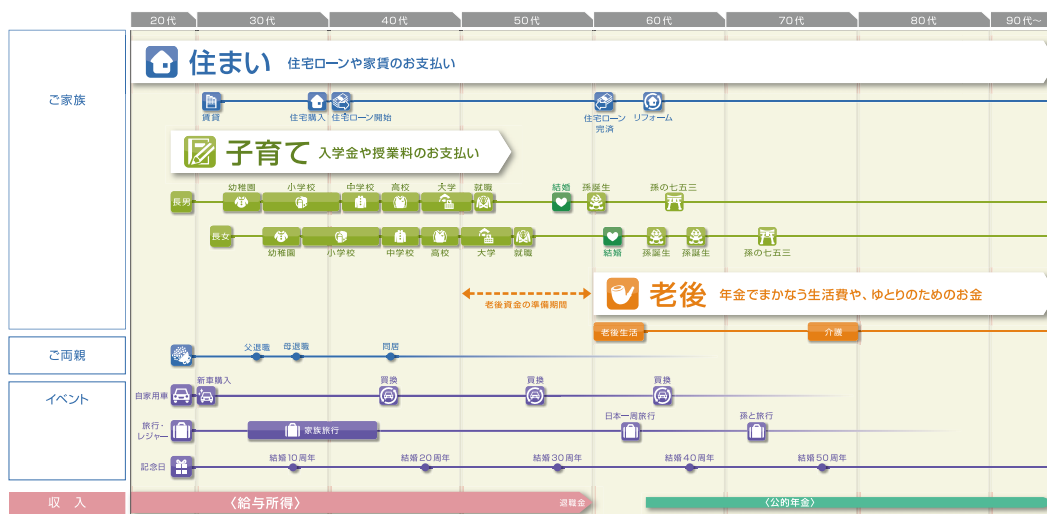 20代 30代 40代 50代 60代 70代 80代 90代～
ご家族
住まい 住宅ローンや家賃のお支払い
賃貸 住宅購入 住宅ローン開始 住宅ローン完済 リフォーム
子育て 入学金や授業料のお支払い
幼稚園 小学校 中学校 高校 大学 就職 結婚 孫誕生 孫の七五三
長男
長女
幼稚園 小学校 中学校 高校 大学 就職 結婚 孫誕生 孫誕生 孫の七五三
老後 年金でまかなう生活費や、ゆとりのためのお金
老後資金の準備期間
老後生活 介護
ご両親
父退職 母退職 同居
イベント
自家用車 新車購入 買換 買換 買換
旅行・
レジャー
家族旅行 日本一周旅行 孫と旅行
記念日 結婚10周年 結婚20周年 結婚30周年 結婚40周年 結婚50周年
収入 〈給与所得〉 退職金 〈公的年金〉